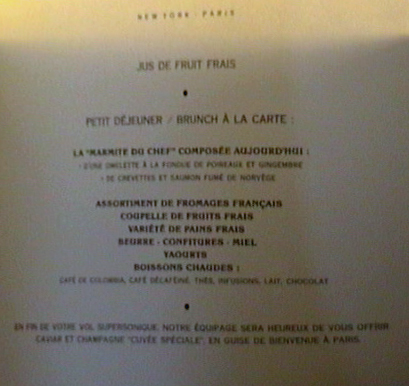 NEW YORK - PARIS
JUS DE FRUIT FRAIS
PETIT DÉJEUNER / BRUNCH À LA CARTE :
LA "MARMITE DU CHEF" COMPOSÉE AUJOURD'HUI :
- D'UNE OMELETTE À LA FONDUE DE POIREAUX ET GINGEMBRE
- DE CREVETTES ET SAUMON FUMÉ DE NORVÈGE
ASSORTIMENT DE FROMAGES FRANÇAIS
COUPELLE DE FRUITS FRAIS
VARIÉTÉ DE PAINS FRAIS
BEURRE - CONFITURES - MIEL
YAOURTS
BOISSONS CHAUDES :
CAFÉ DE COLOMBIA, CAFÉ DÉCAFÉINÉ, THÉS, INFUSIONS, LAIT, CHOCOLAT
EN FIN DE VOTRE VOL SUPERSONIQUE, NOTRE ÉQUIPAGE SERA HEUREUX DE VOUS OFFRIR
CAVIAR ET CHAMPAGNE "CUVÉE SPÉCIALE", EN GUISE DE BIENVENUE À PARIS.